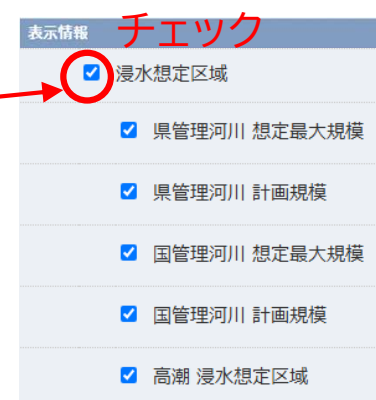 表示情報 チェック
浸水想定区域
県管理河川 想定最大規模
県管理河川 計画規模
国管理河川 想定最大規模
国管理河川 計画規模
高潮 浸水想定区域